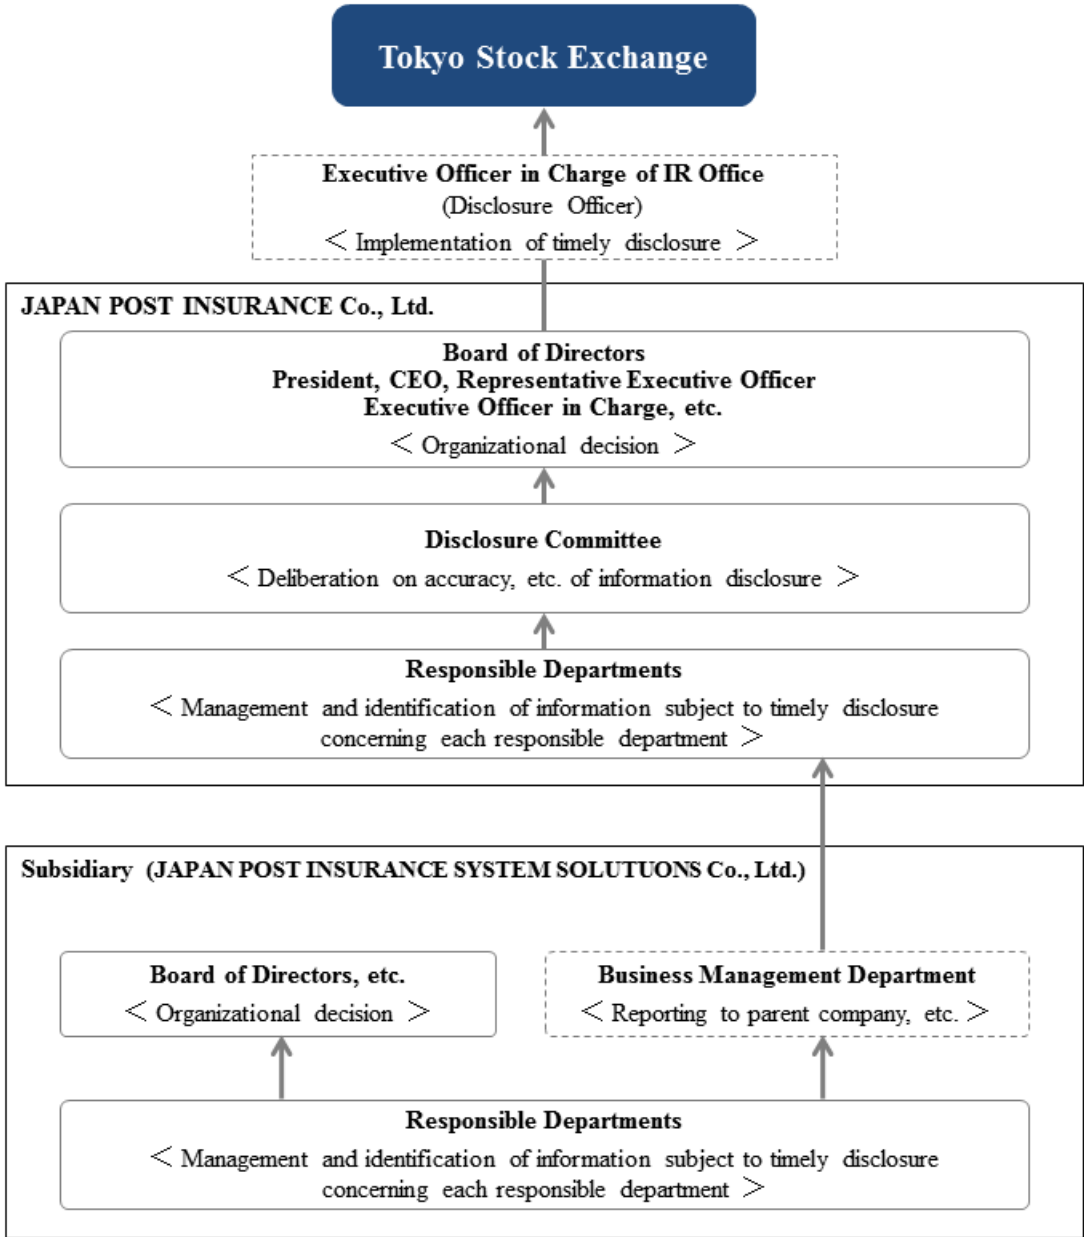 Tokyo Stock Exchange
Executive Officer in Charge of IR Office
(Disclosure Officer)
< Implementation of timely disclosure >
JAPAN POST INSURANCE Co., Ltd.
Board of Directors
President, CEO, Representative Executive Officer
Executive Officer in Charge, etc.
< Organizational decision >
Disclosure Committee
< Deliberation on accuracy, etc. of information disclosure >
Responsible Departments
< Management and identification of information subject to timely disclosure
concerning each responsible department >
Subsidiary (JAPAN POST INSURANCE SYSTEM SOLUTUONS Co., Ltd.)
Board of Directors, etc.
< Organizational decision >
Business Management Department
< Reporting to parent company, etc. >
Responsible Departments
< Management and identification of information subject to timely disclosure
concerning each responsible department >